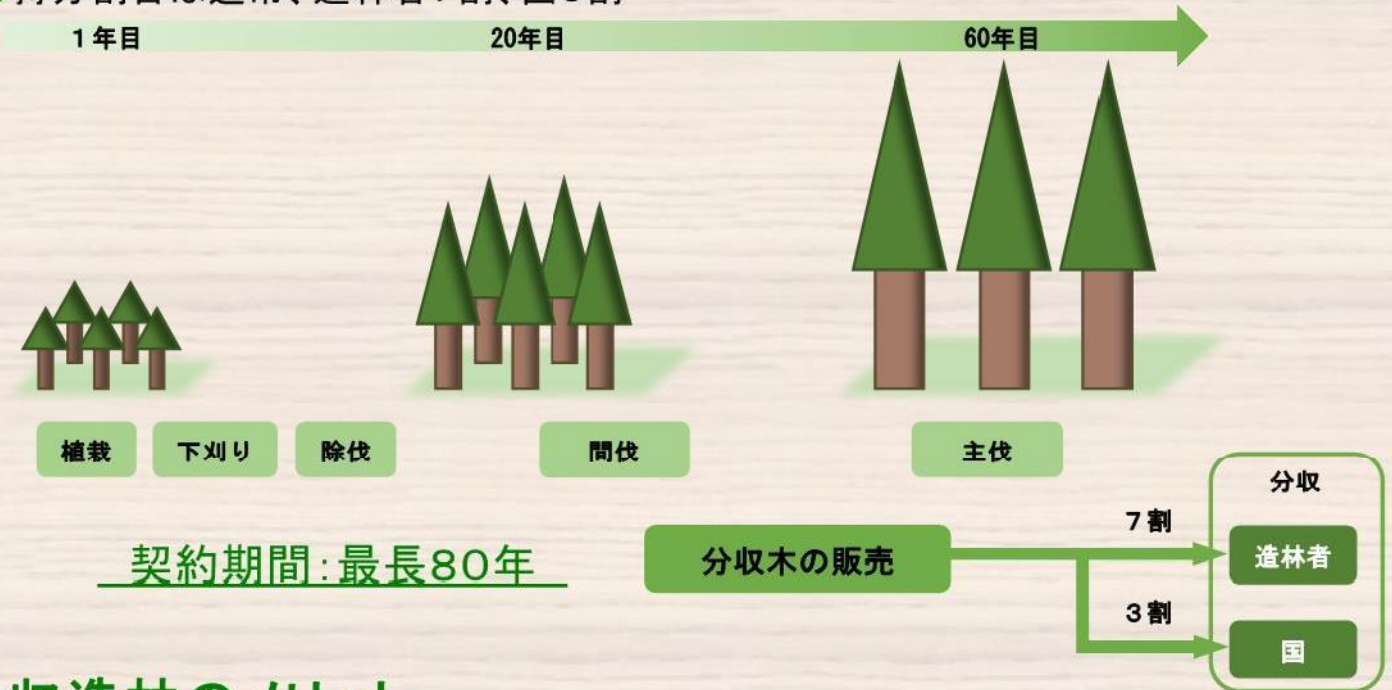 1年目
20年目
60年目
植栽
下刈り
除伐
間伐
主伐
分収
契約期間:最長80年
分収木の販売
7割
造林者
3割
国